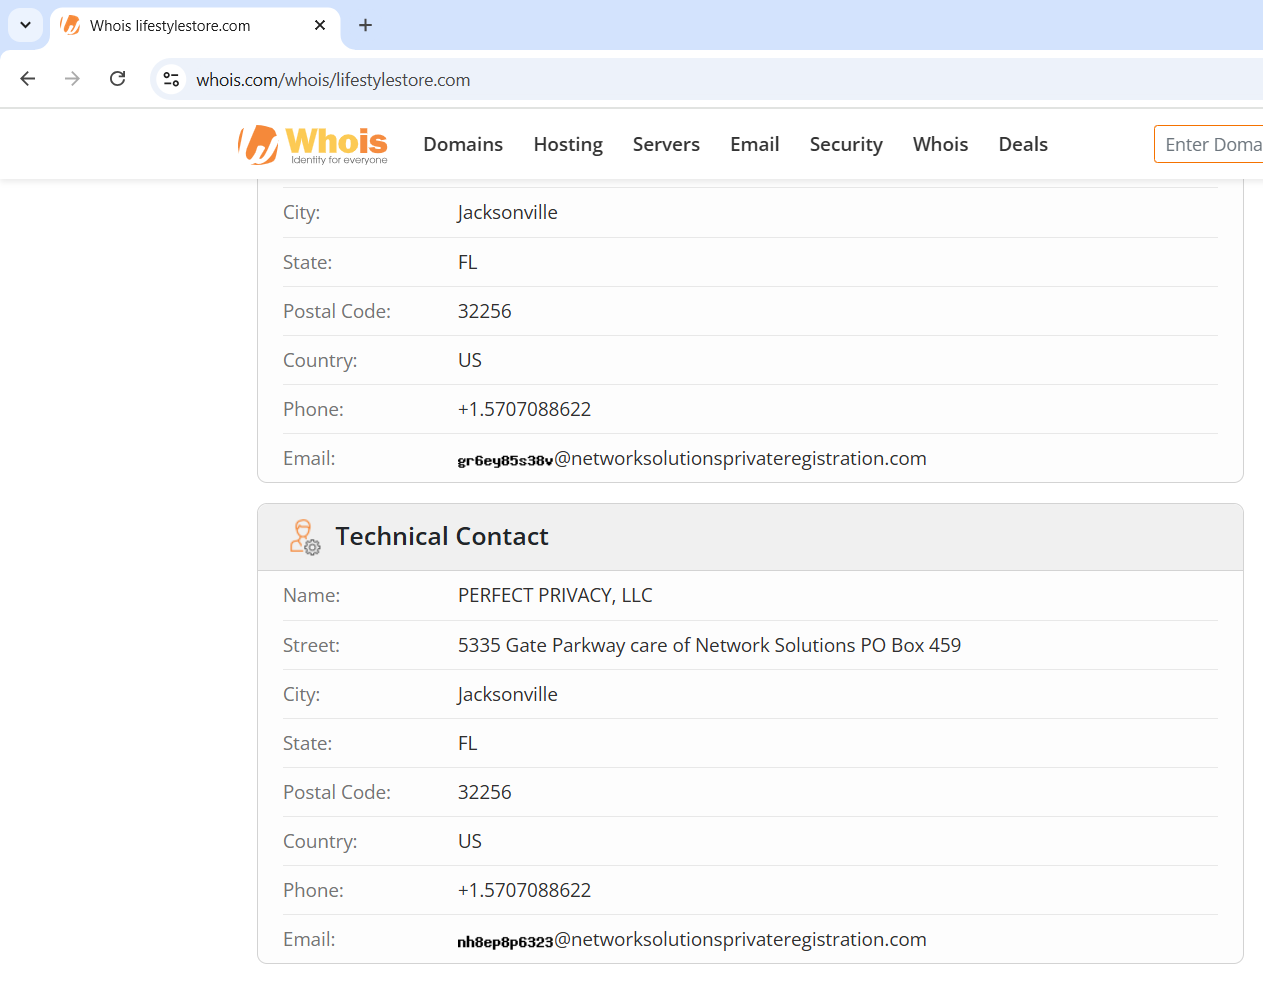 Whois lifestylestore.com
whois.com/whois/lifestylestore.com
Whois
Identity for everyone
Domains Hosting Servers Email Security Whois Deals Enter Doma
City: Jacksonville
State: FL
Postal Code: 32256
Country: US
Phone: +1.5707088622
Email: gr6ey85s38v@networksolutionsprivateregistration.com
Technical Contact
Name: PERFECT PRIVACY, LLC
Street: 5335 Gate Parkway care of Network Solutions PO Box 459
City: Jacksonville
State: FL
Postal Code: 32256
Country: US
Phone: +1.5707088622
Email: nh8ep8p6323@networksolutionsprivateregistration.com